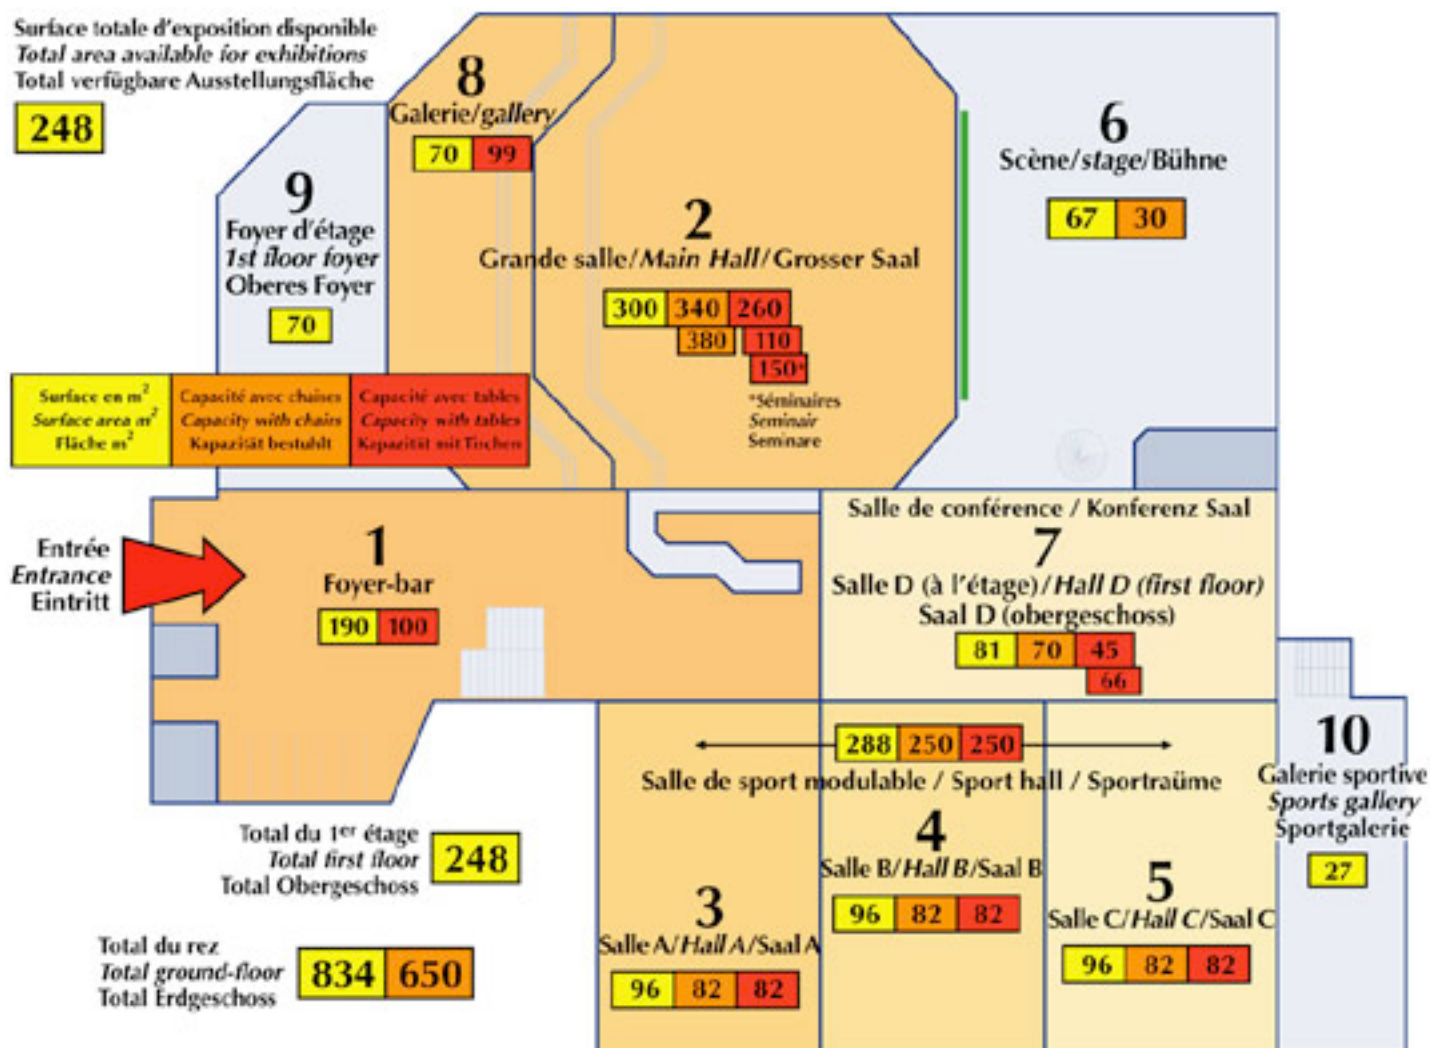 Surface totale d'exposition disponible
Total area available for exhibitions
Total verfügbare Ausstellungsfläche
248
8
Galerie/gallery
70 99
6
Scène/stage/Bühne
67 30
9
Foyer d'étage
1st floor foyer
Oberes Foyer
70
2
Grande salle/Main Hall/Grosser Saal
300 340 260
380 110
150*
*Séminaires
Seminair
Seminare
Surface en m²
Surface area m²
Fläche m²
Capacité avec chaises
Capacity with chairs
Kapazität bestuhlt
Capacité avec tables
Capacity with tables
Kapazität mit Tischen
Entrée
Entrance
Eintritt
1
Foyer-bar
190 100
Salle de conférence / Konferenz Saal
7
Salle D (à l'étage)/Hall D (first floor)
Saal D (obergeschoss)
81 70 45
66
288 250 250
Salle de sport modulable / Sport hall / Sportraüme
10
Galerie sportive
Sports gallery
Sportgalerie
27
4
Salle B/Hall B/Saal B
96 82 82
3
Salle A/Hall A/Saal A
96 82 82
5
Salle C/Hall C/Saal C
96 82 82
Total du 1er étage
Total first floor
Total Obergeschoss
248
Total du rez
Total ground-floor
Total Erdgeschoss
834 650